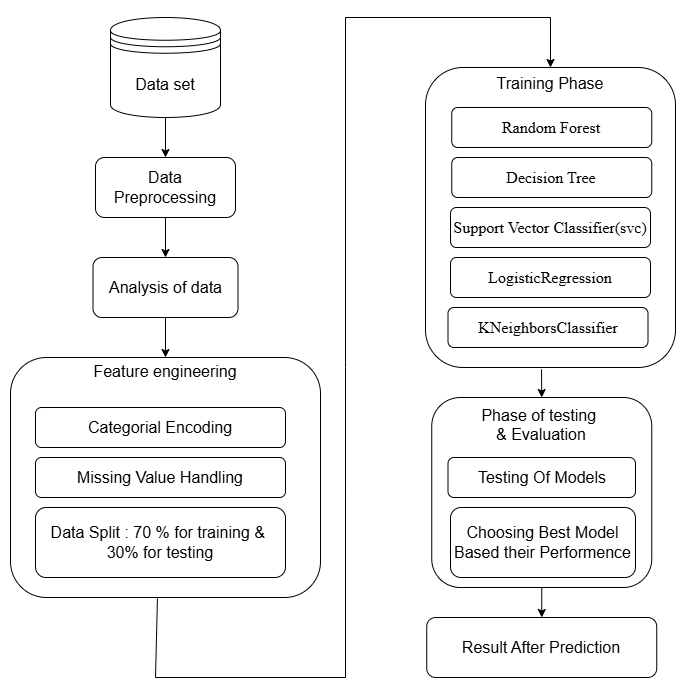 Data set
Data
Preprocessing
Analysis of data
Feature engineering
Categorial Encoding
Missing Value Handling
Data Split : 70 % for training &
30% for testing
Training Phase
Random Forest
Decision Tree
Support Vector Classifier(svc)
LogisticRegression
KNeighborsClassifier
Phase of testing
& Evaluation
Testing Of Models
Choosing Best Model
Based their Performence
Result After Prediction